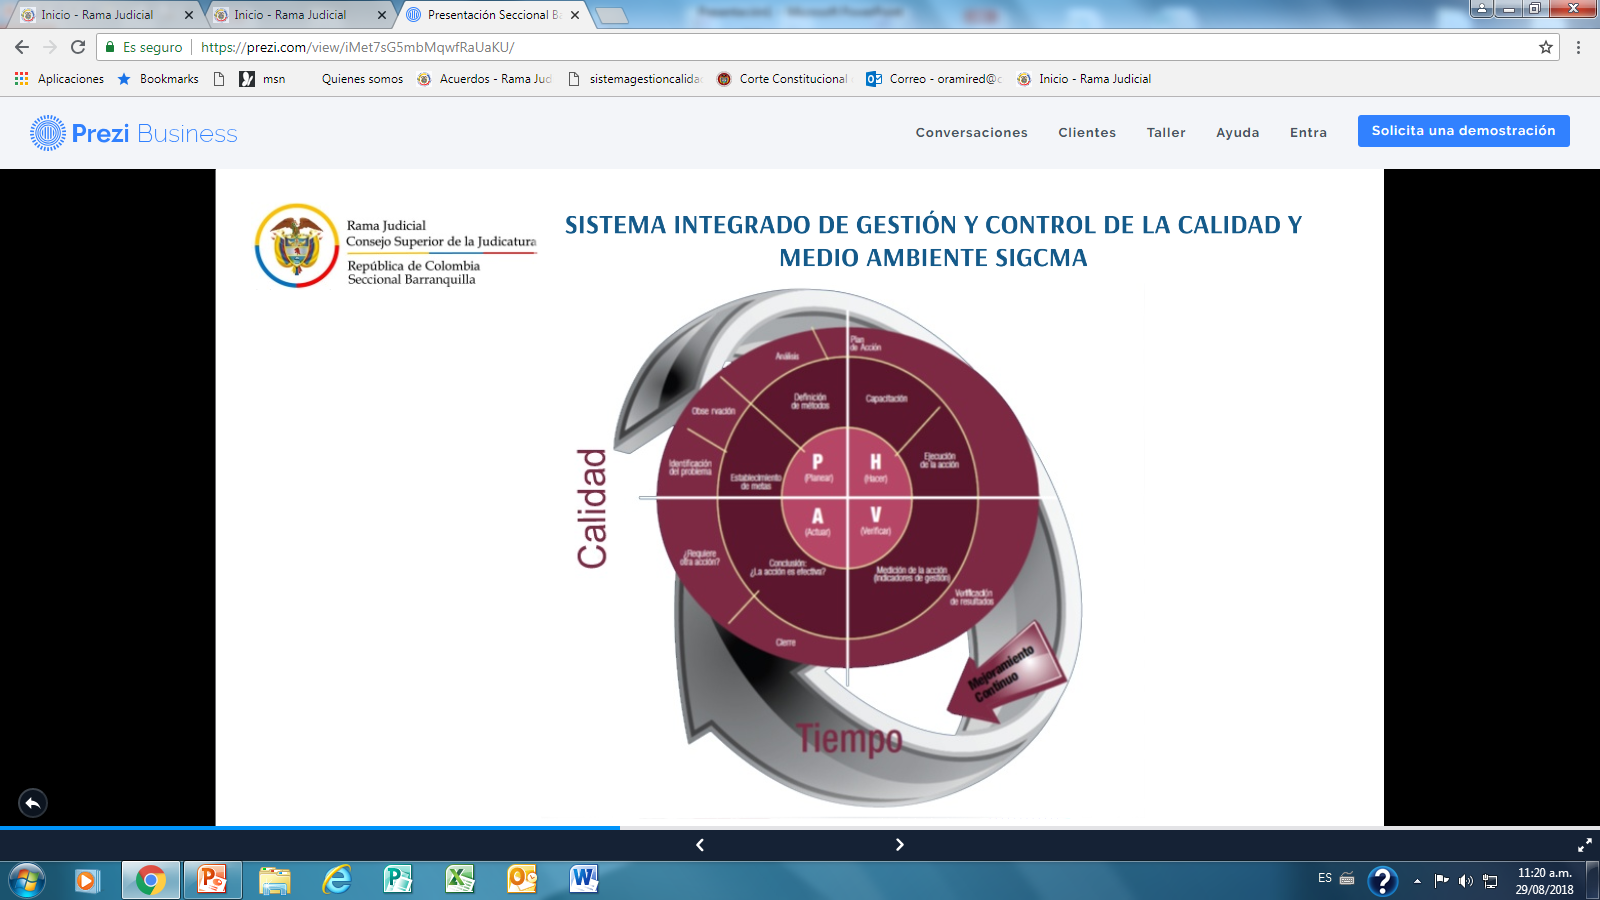 Inicio - Rama Judicial
Inicio - Rama Judicial
Presentación Seccional Ba
Es seguro
https://prezi.com/view/iMet7sG5mbMqwfRaUaKU/
Aplicaciones
Bookmarks
msn
Quienes somos
Acuerdos - Rama Jud
sistemagestioncalida
Corte Constitucional
Correo - oramired@c
Inicio - Rama Judicial
Prezi Business
Conversaciones
Clientes
Taller
Ayuda
Entra
Solicita una demostración
Rama Judicial
Consejo Superior de la Judicatura
República de Colombia
Seccional Barranquilla
SISTEMA INTEGRADO DE GESTIÓN Y CONTROL DE LA CALIDAD Y
MEDIO AMBIENTE SIGCMA
Calidad
Plan
de Acción
Análisis
Obse rvación
Identificación
del problema
Definición
de métodos
Capacitación
Establecimiento
de metas
Ejecución
de la acción
P
(Planear)
H
(Hacer)
A
(Actuar)
V
(Verificar)
¿Requiere
otra acción?
Conclusión:
¿La acción es efectiva?
Medición de la acción
(indicadores de gestión)
Verificación
de resultados
Cierre
Mejoramiento
Continuo
Tiempo
ES
11:20 a.m.
29/08/2018